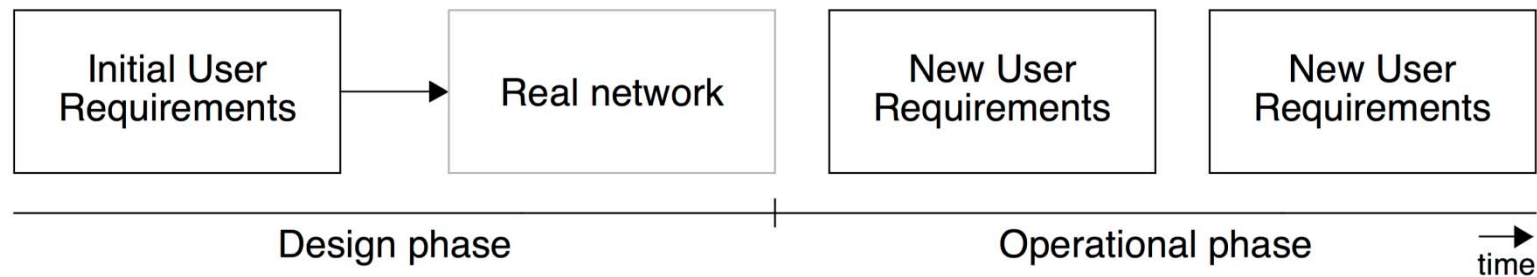 Initial User
Requirements
Real network
New User
Requirements
New User
Requirements
Design phase
Operational phase
time